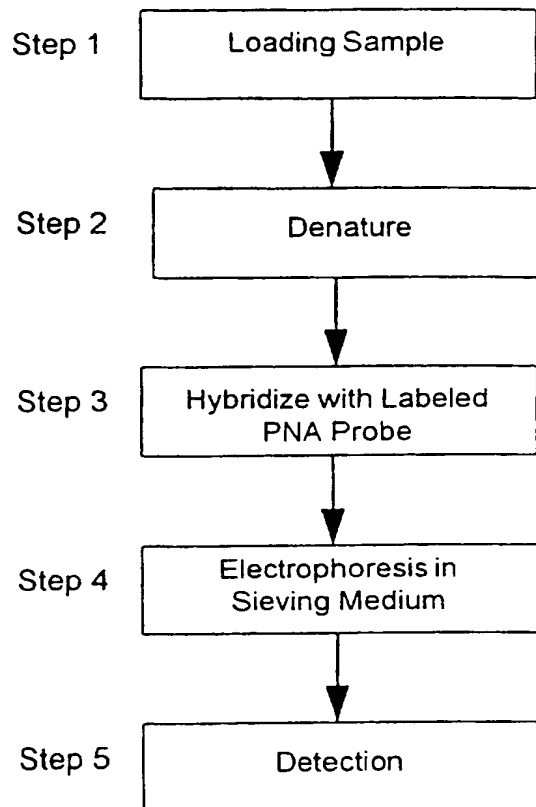 Step 1
Loading Sample
Step 2
Denature
Step 3
Hybridize with Labeled
PNA Probe
Step 4
Electrophoresis in
Sieving Medium
Step 5
Detection